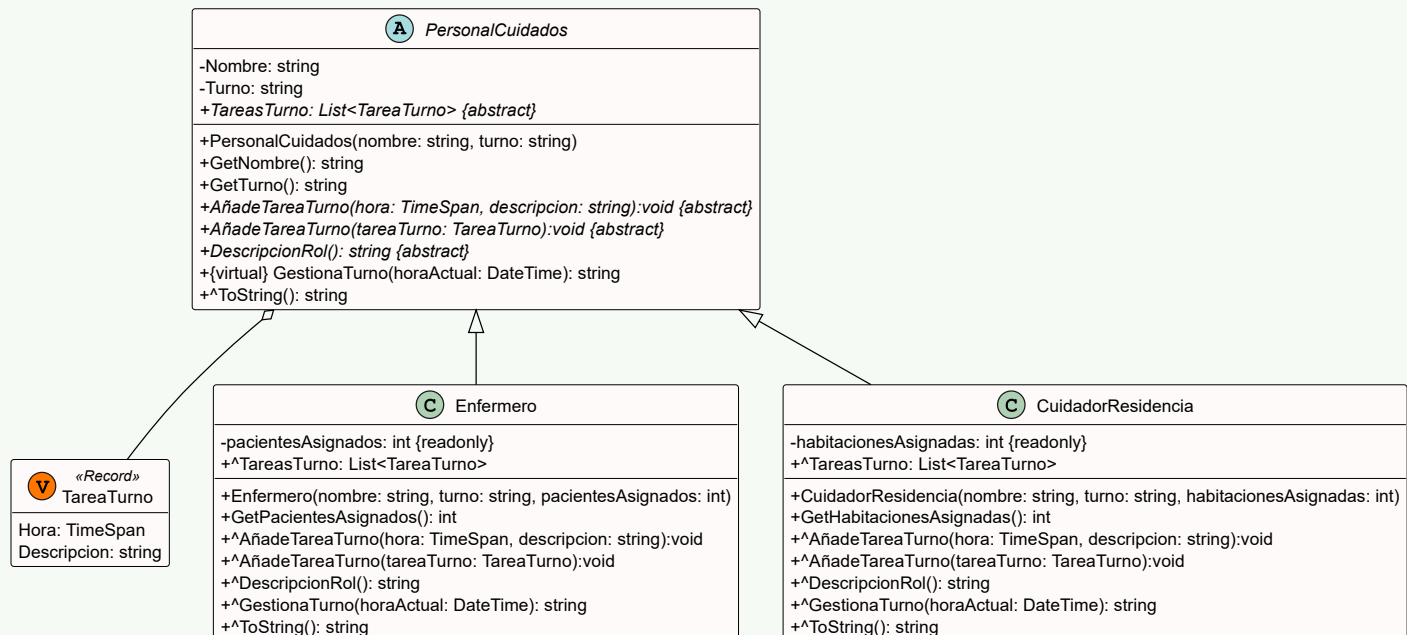 A PersonalCuidados
-Nombre: string
-Turno: string
+TareasTurno: List<TareaTurno> {abstract}
+PersonalCuidados(nombre: string, turno: string)
+GetNombre(): string
+GetTurno(): string
+AñadeTareaTurno(hora: TimeSpan, descripcion: string):void {abstract}
+AñadeTareaTurno(tareaTurno: TareaTurno):void {abstract}
+DescripcionRol(): string {abstract}
+{virtual} GestionaTurno(horaActual: DateTime): string
+^ToString(): string
V «Record»
TareaTurno
Hora: TimeSpan
Descripcion: string
C Enfermero
-pacientesAsignados: int {readonly}
+^TareasTurno: List<TareaTurno>
+Enfermero(nombre: string, turno: string, pacientesAsignados: int)
+GetPacientesAsignados(): int
+^AñadeTareaTurno(hora: TimeSpan, descripcion: string):void
+^AñadeTareaTurno(tareaTurno: TareaTurno):void
+^DescripcionRol(): string
+^GestionaTurno(horaActual: DateTime): string
+^ToString(): string
C CuidadorResidencia
-habitacionesAsignadas: int {readonly}
+^TareasTurno: List<TareaTurno>
+CuidadorResidencia(nombre: string, turno: string, habitacionesAsignadas: int)
+GetHabitacionesAsignadas(): int
+^AñadeTareaTurno(hora: TimeSpan, descripcion: string):void
+^AñadeTareaTurno(tareaTurno: TareaTurno):void
+^DescripcionRol(): string
+^GestionaTurno(horaActual: DateTime): string
+^ToString(): string